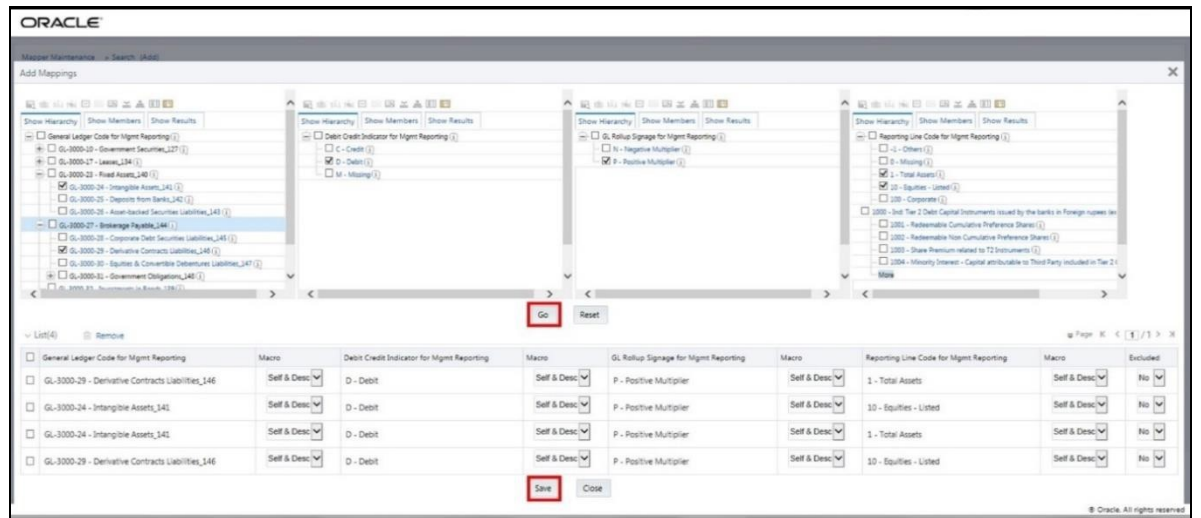 ORACLE
Mapper Maintenance » Search (Add)
Add Mappings
Show Hierarchy Show Members Show Results
General Ledger Code for Mgmt Reporting
GL-3000-10 - Government Securities_127
GL-3000-17 - Leases_134
GL-3000-23 - Fixed Assets_140
GL-3000-24 - Intangible Assets_141
GL-3000-25 - Deposits from Banks_142
GL-3000-26 - Asset-backed Securities Liabilities_143
GL-3000-27 - Brokerage Payable_144
GL-3000-28 - Corporate Debt Securities Liabilities_145
GL-3000-29 - Derivative Contracts Liabilities_146
GL-3000-30 - Equities & Convertible Debentures Liabilities_147
GL-3000-31 - Government Obligations_148
Show Hierarchy Show Members Show Results
Debit Credit Indicator for Mgmt Reporting
C - Credit
D - Debit
M - Missing
Show Hierarchy Show Members Show Results
GL Rollup Signage for Mgmt Reporting
N - Negative Multiplier
P - Positive Multiplier
Show Hierarchy Show Members Show Results
Reporting Line Code for Mgmt Reporting
-1 - Others
0 - Missing
1 - Total Assets
10 - Equities - Listed
100 - Corporate
1000 - Inst Tier 2 Debt Capital Instruments issued by the banks in Foreign rupees
1001 - Redeemable Cumulative Preference Shares
1002 - Redeemable Non Cumulative Preference Shares
1003 - Share Premium related to T2 Instruments
1004 - Minority Interest - Capital attributable to Third Party included in Tier 2
More
Go Reset
List(4) Remove Page 1 / 1
General Ledger Code for Mgmt Reporting Macro Debit Credit Indicator for Mgmt Reporting Macro GL Rollup Signage for Mgmt Reporting Macro Reporting Line Code for Mgmt Reporting Macro Excluded
GL-3000-29 - Derivative Contracts Liabilities_146 Self & Desc D - Debit Self & Desc P - Positive Multiplier Self & Desc 1 - Total Assets Self & Desc No
GL-3000-24 - Intangible Assets_141 Self & Desc D - Debit Self & Desc P - Positive Multiplier Self & Desc 10 - Equities - Listed Self & Desc No
GL-3000-24 - Intangible Assets_141 Self & Desc D - Debit Self & Desc P - Positive Multiplier Self & Desc 1 - Total Assets Self & Desc No
GL-3000-29 - Derivative Contracts Liabilities_146 Self & Desc D - Debit Self & Desc P - Positive Multiplier Self & Desc 10 - Equities - Listed Self & Desc No
Save Close
® Oracle. All rights reserved